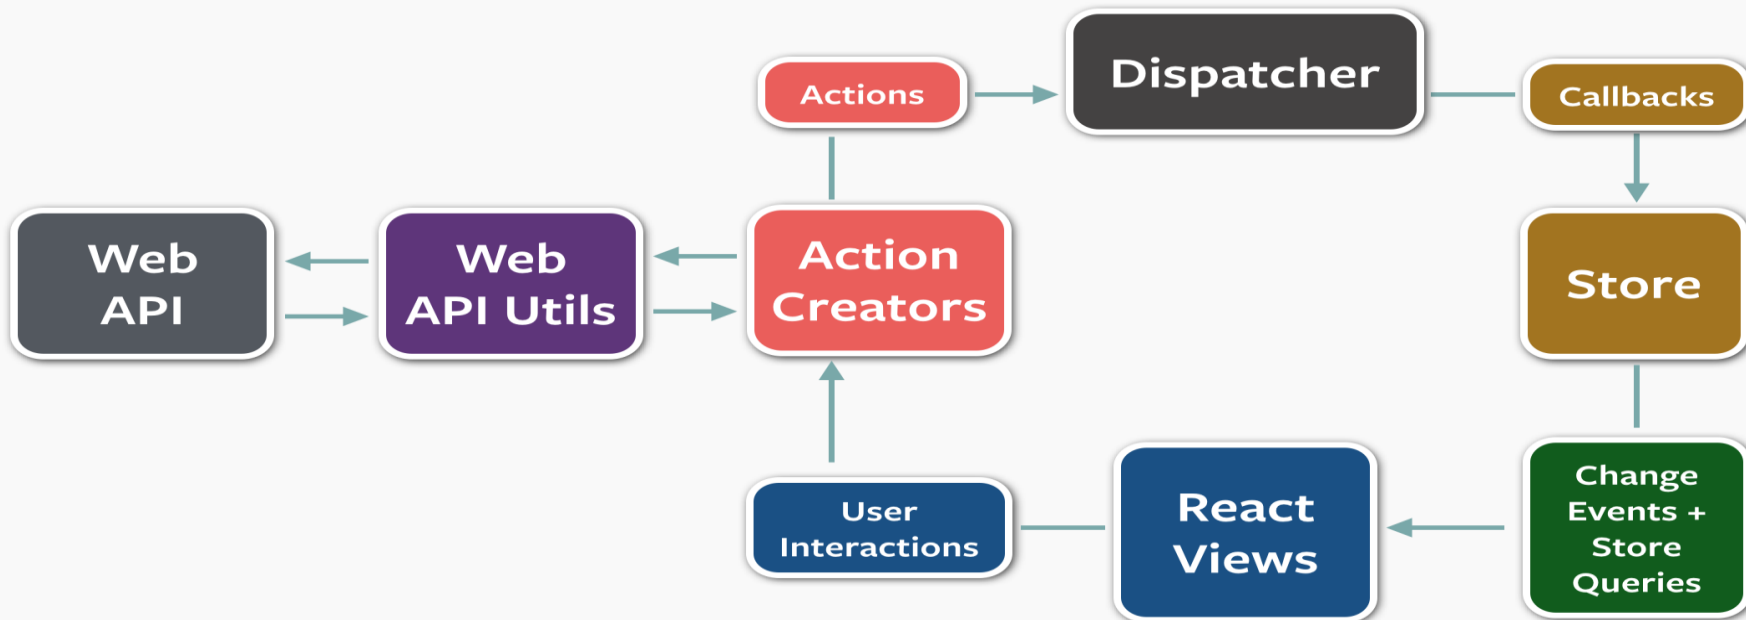 Dispatcher
Actions
Callbacks
Web
API
Web
API Utils
Action
Creators
Store
User
Interactions
React
Views
Change
Events +
Store
Queries